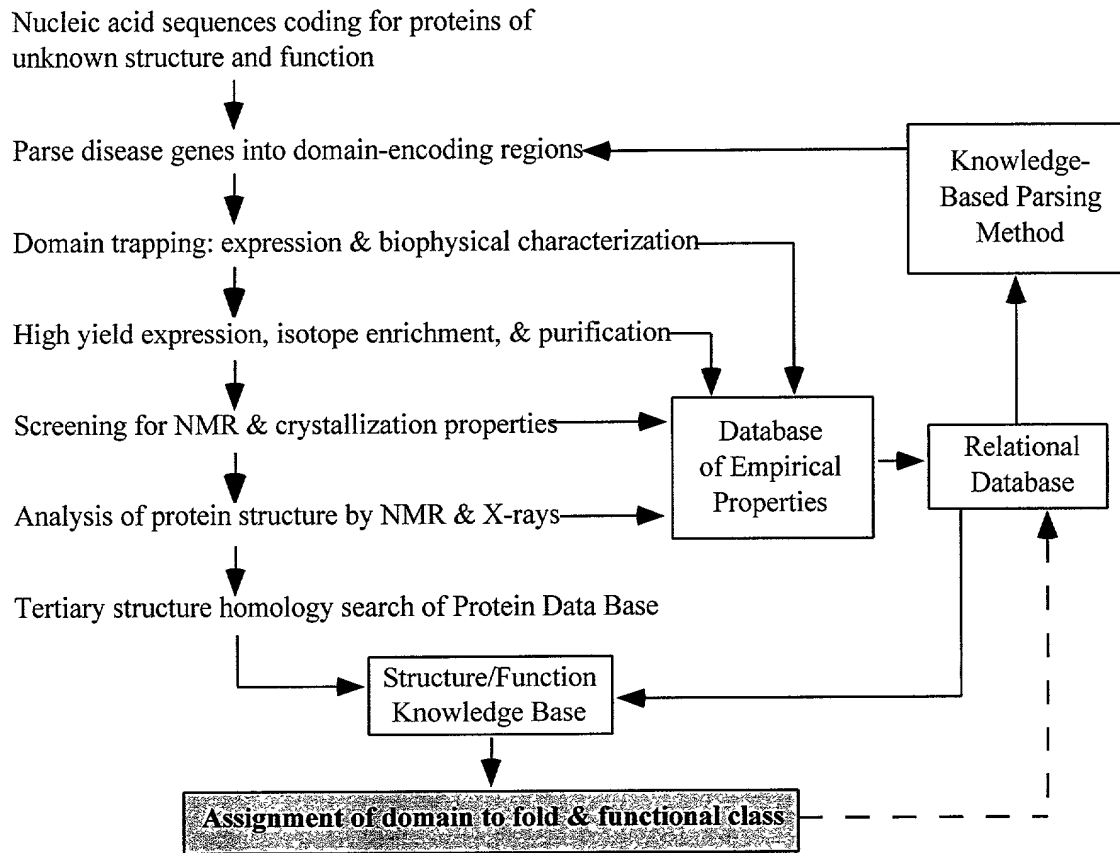 Nucleic acid sequences coding for proteins of
unknown structure and function
Parse disease genes into domain-encoding regions
Knowledge-
Based Parsing
Method
Domain trapping: expression & biophysical characterization
High yield expression, isotope enrichment, & purification
Screening for NMR & crystallization properties
Database
of Empirical
Properties
Relational
Database
Analysis of protein structure by NMR & X-rays
Tertiary structure homology search of Protein Data Base
Structure/Function
Knowledge Base
Assignment of domain to fold & functional class